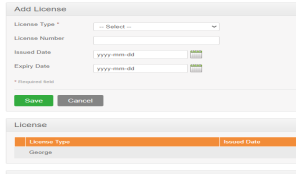 Add License
License Type *
-- Select --
License Number
Issued Date
yyyy-mm-dd
Expiry Date
yyyy-mm-dd
* Required field
Save Cancel
License
License Type Issued Date
George